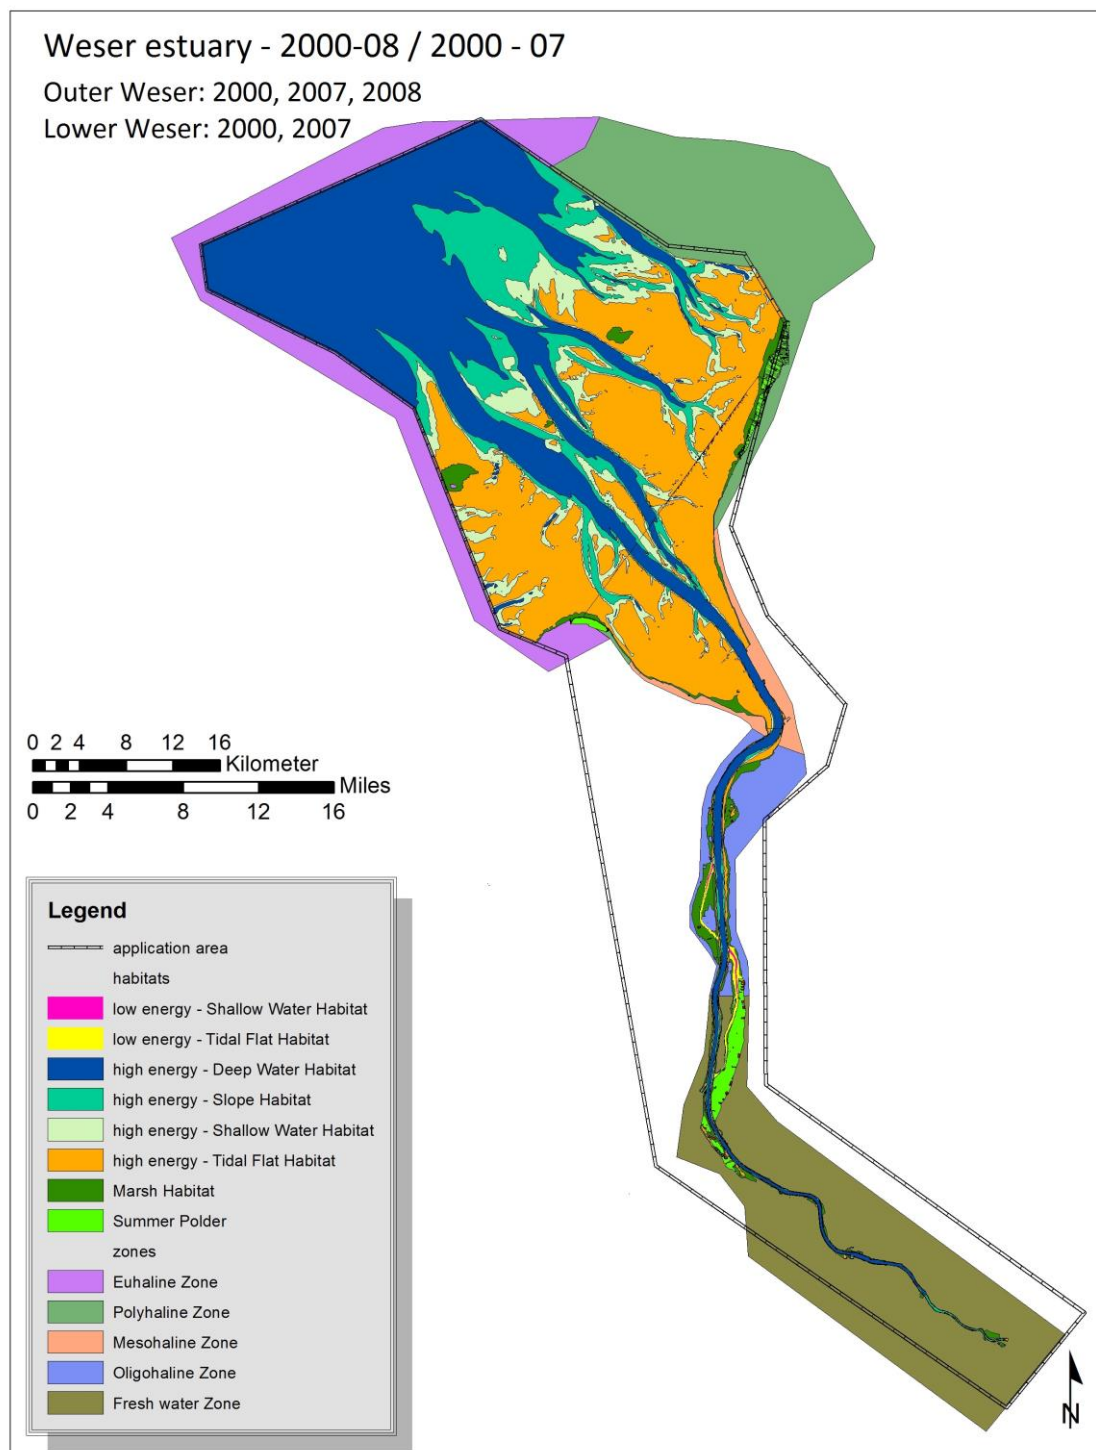 Weser estuary - 2000-08 / 2000 - 07
Outer Weser: 2000, 2007, 2008
Lower Weser: 2000, 2007
0 2 4 8 12 16
Kilometer
Miles
0 2 4 8 12 16
Legend
application area
habitats
low energy - Shallow Water Habitat
low energy - Tidal Flat Habitat
high energy - Deep Water Habitat
high energy - Slope Habitat
high energy - Shallow Water Habitat
high energy - Tidal Flat Habitat
Marsh Habitat
Summer Polder
zones
Euhaline Zone
Polyhaline Zone
Mesohaline Zone
Oligohaline Zone
Fresh water Zone
N